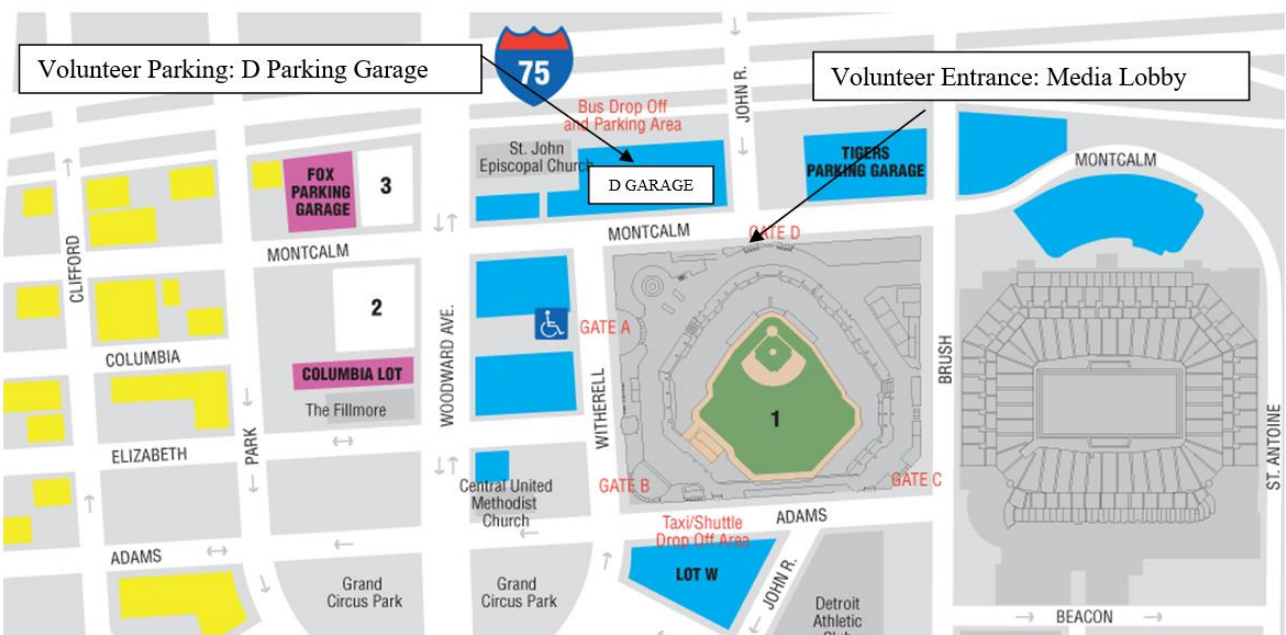 Volunteer Parking: D Parking Garage
75
JOHN R.
Volunteer Entrance: Media Lobby
Bus Drop Off
and Parking Area
St. John
Episcopal Church
TIGERS
PARKING GARAGE
MONTCALM
FOX
PARKING
GARAGE
3
D GARAGE
MONTCALM
GATE D
MONTCALM
CLIFFORD
2
WOODWARD AVE.
GATE A
COLUMBIA
COLUMBIA LOT
The Fillmore
WITHERELL
BRUSH
1
ELIZABETH
PARK
ST. ANTOINE
Central United
Methodist
Church
GATE B
GATE C
Taxi/Shuttle
Drop Off Area
ADAMS
ADAMS
LOT W
JOHN R.
Grand
Circus Park
Grand
Circus Park
Detroit
Athletic
Club
BEACON